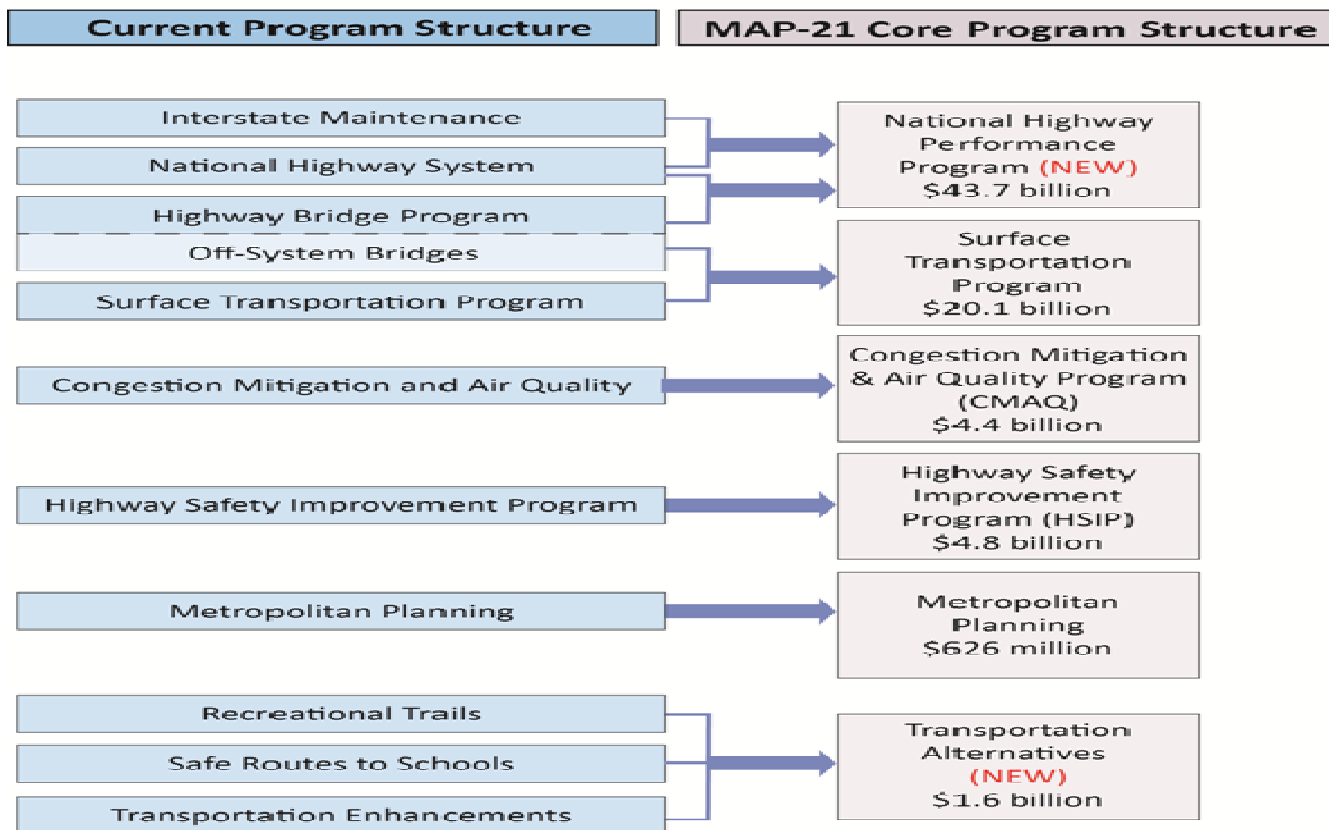 Current Program Structure
MAP-21 Core Program Structure
Interstate Maintenance
National Highway System
Highway Bridge Program
Off-System Bridges
Surface Transportation Program
Congestion Mitigation and Air Quality
Highway Safety Improvement Program
Metropolitan Planning
Recreational Trails
Safe Routes to Schools
Transportation Enhancements
National Highway
Performance
Program (NEW)
$43.7 billion
Surface
Transportation
Program
$20.1 billion
Congestion Mitigation
& Air Quality Program
(CMAQ)
$4.4 billion
Highway Safety
Improvement
Program (HSIP)
$4.8 billion
Metropolitan
Planning
$626 million
Transportation
Alternatives
(NEW)
$1.6 billion